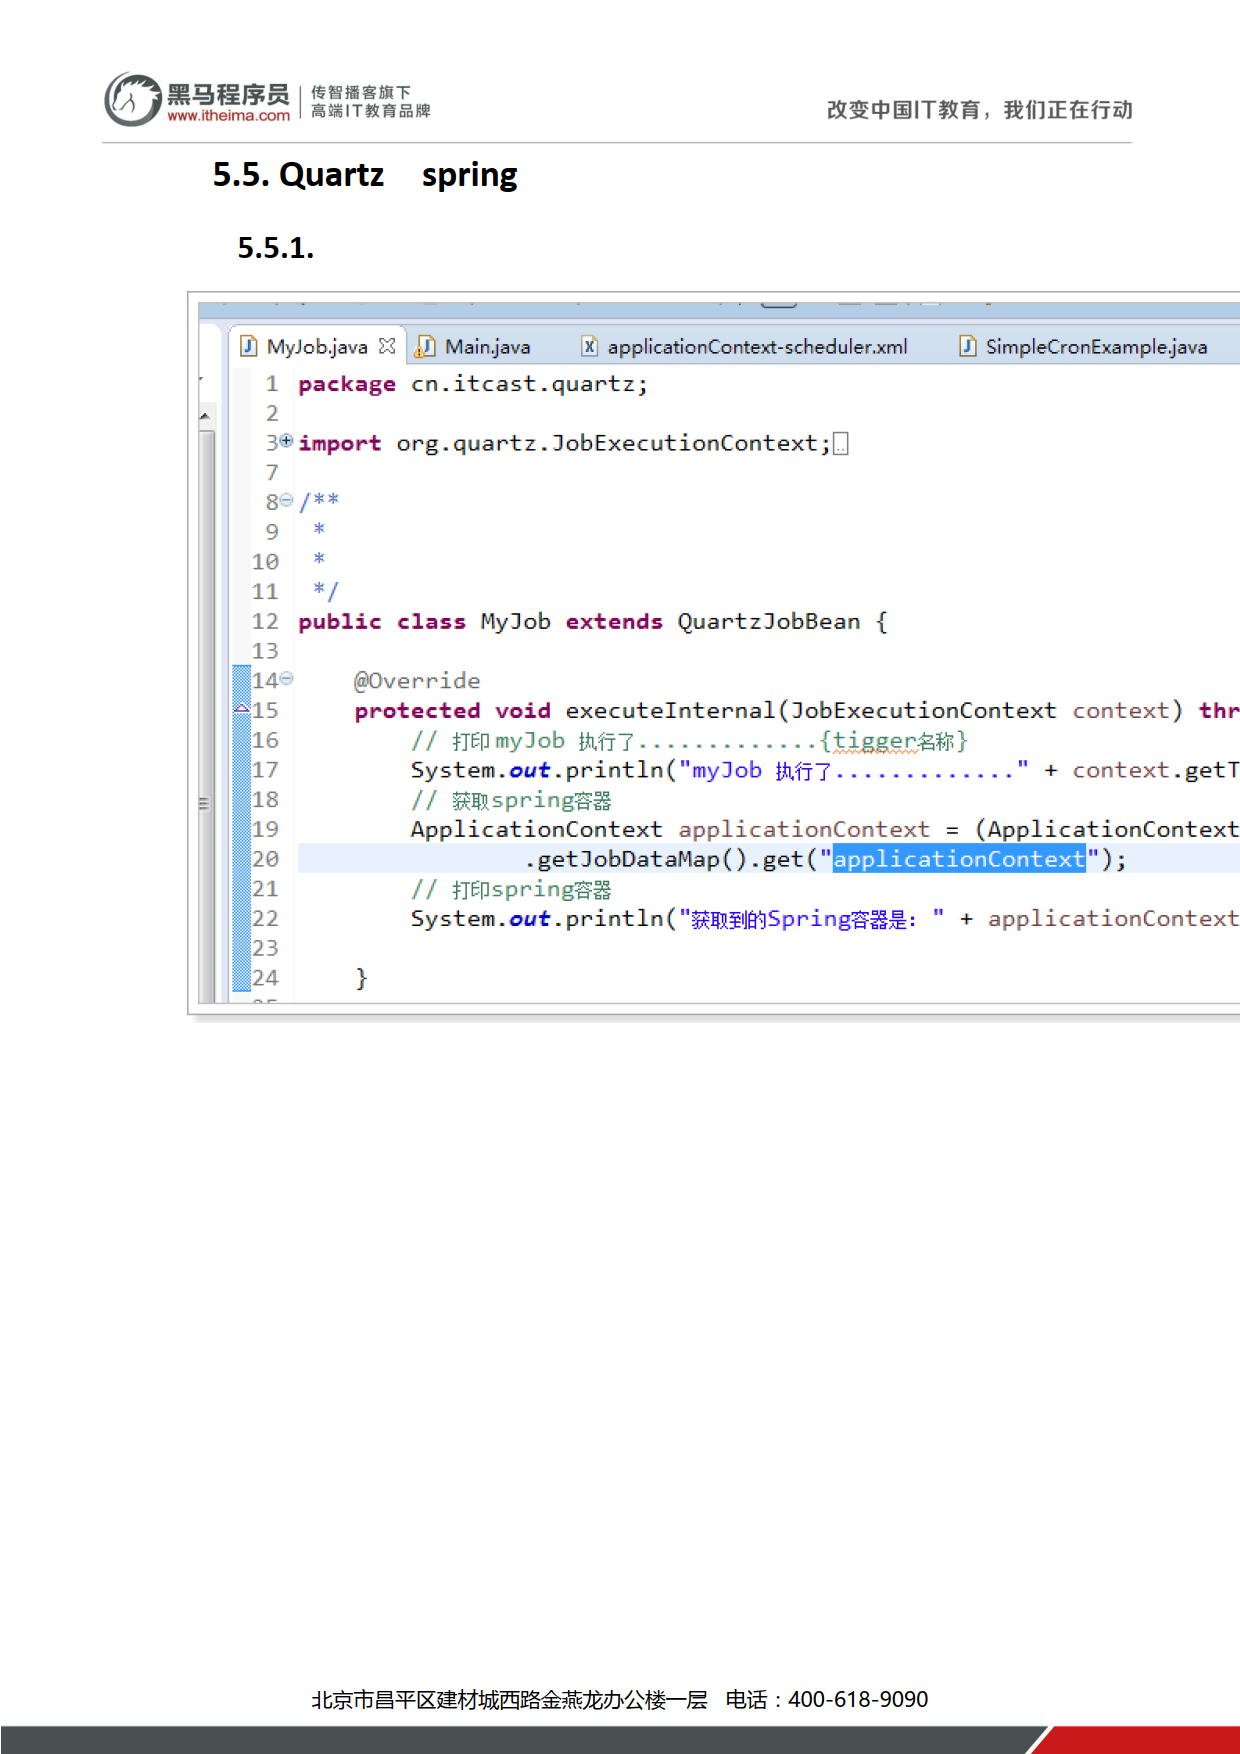 黑马程序员
www.itheima.com
传智播客旗下
高端IT教育品牌
改变中国IT教育，我们正在行动
5.5. Quartz spring
5.5.1.
MyJob.java Main.java applicationContext-scheduler.xml SimpleCronExample.java
1 package cn.itcast.quartz;
2
3 import org.quartz.JobExecutionContext;
7
8 /**
9 *
10 *
11 */
12 public class MyJob extends QuartzJobBean {
13
14 @Override
15 protected void executeInternal(JobExecutionContext context) thr
16 // 打印 myJob 执行了.............{tigger名称}
17 System.out.println("myJob 执行了............." + context.getT
18 // 获取spring容器
19 ApplicationContext applicationContext = (ApplicationContext
20 .getJobDataMap().get("applicationContext");
21 // 打印spring容器
22 System.out.println("获取到的Spring容器是：" + applicationContext
23
24 }
北京市昌平区建材城西路金燕龙办公楼一层 电话：400-618-9090